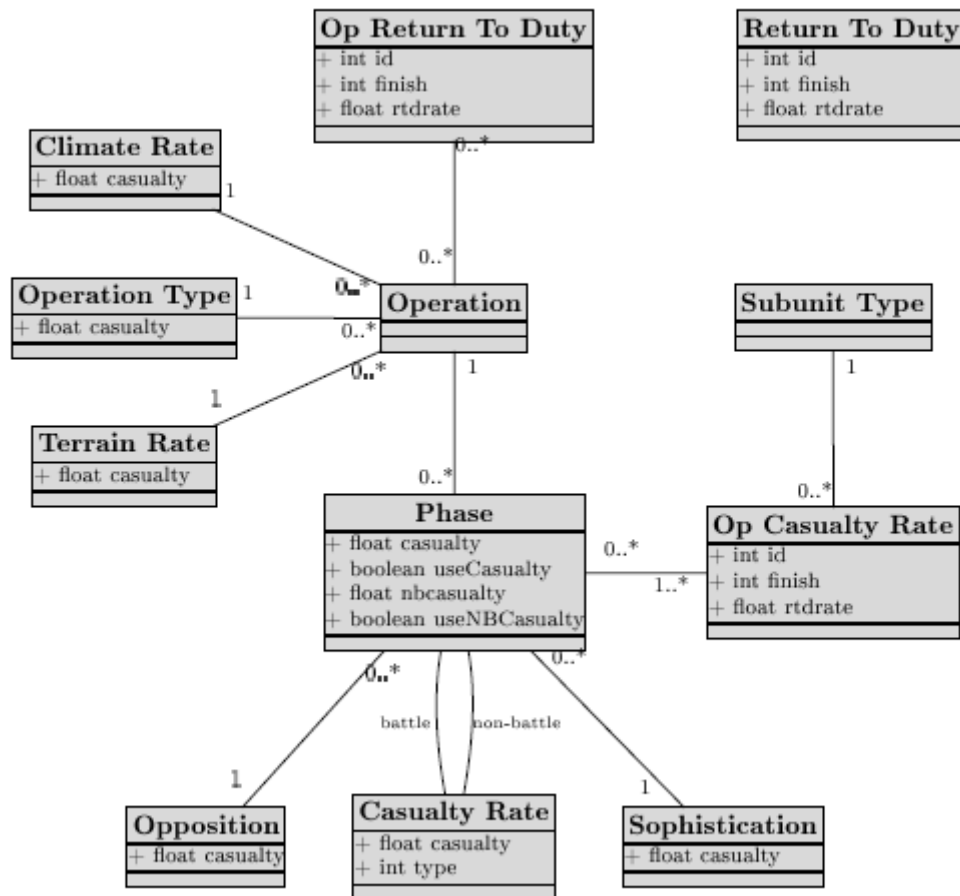 Op Return To Duty
+ int id
+ int finish
+ float rtdrate
0..*
Return To Duty
+ int id
+ int finish
+ float rtdrate
Climate Rate
+ float casualty
1
0..*
0..*
Operation Type
+ float casualty
1
0..*
Operation
Subunit Type
1
1
0..*
1
Terrain Rate
+ float casualty
0..*
0..*
Phase
+ float casualty
+ boolean useCasualty
+ float nbcasualty
+ boolean useNBCasualty
0..*
1..*
Op Casualty Rate
+ int id
+ int finish
+ float rtdrate
0..*
0..*
battle
non-battle
1
1
Opposition
+ float casualty
Casualty Rate
+ float casualty
+ int type
Sophistication
+ float casualty